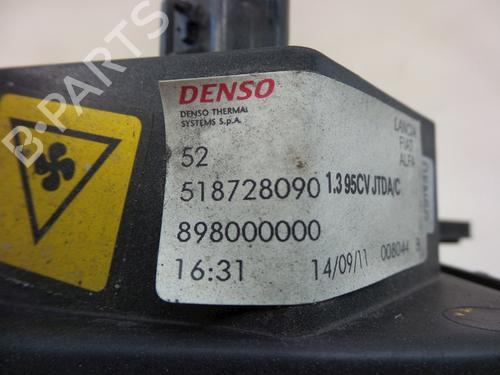 DENSO
DENSO THERMAL
SYSTEMS S.p.A.
LANCIA
FIAT
ALFA
52
518728090 1.3 95CV JTDA/C
898000000
16:31 14/09/11 008044 B
B-PARTS